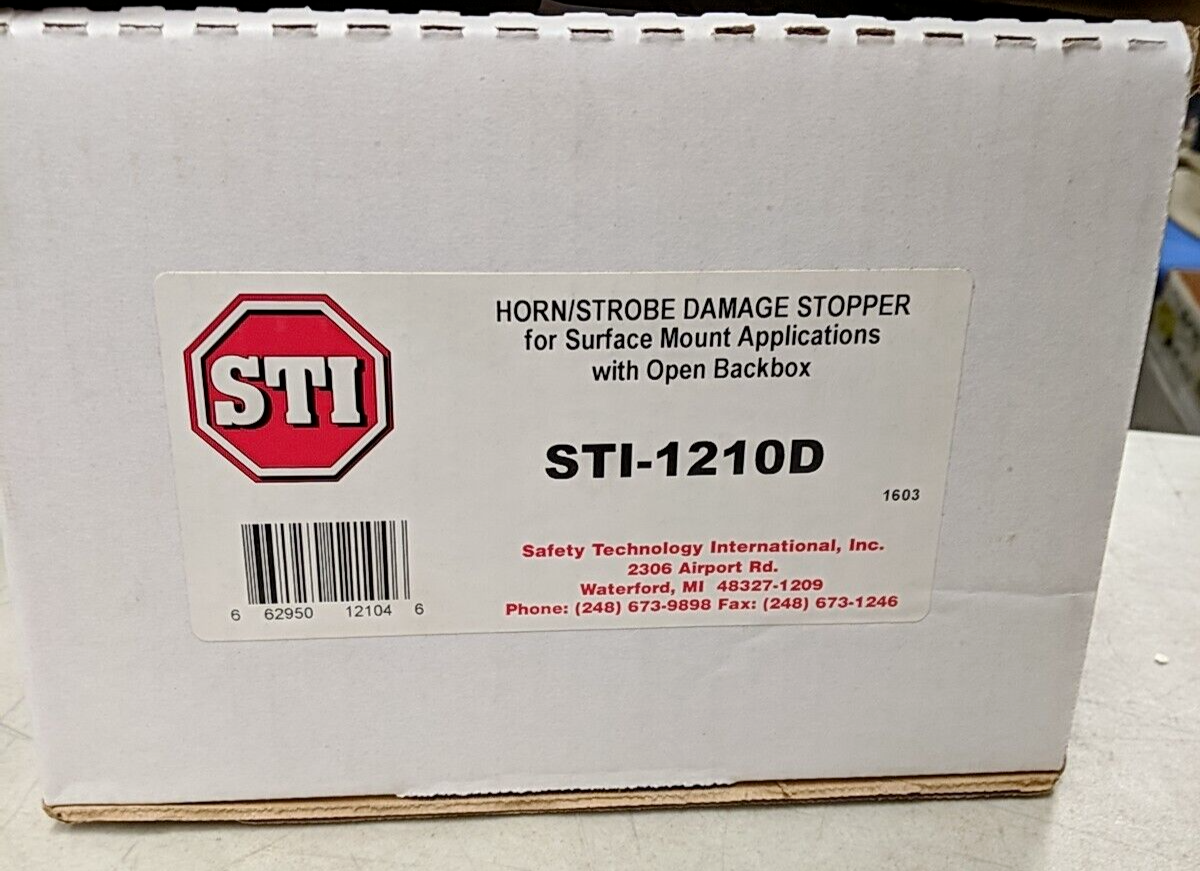 STI
HORN/STROBE DAMAGE STOPPER
for Surface Mount Applications
with Open Backbox
STI-1210D
1603
Safety Technology International, Inc.
2306 Airport Rd.
Waterford, MI 48327-1209
Phone: (248) 673-9898 Fax: (248) 673-1246
6 62950 12104 6